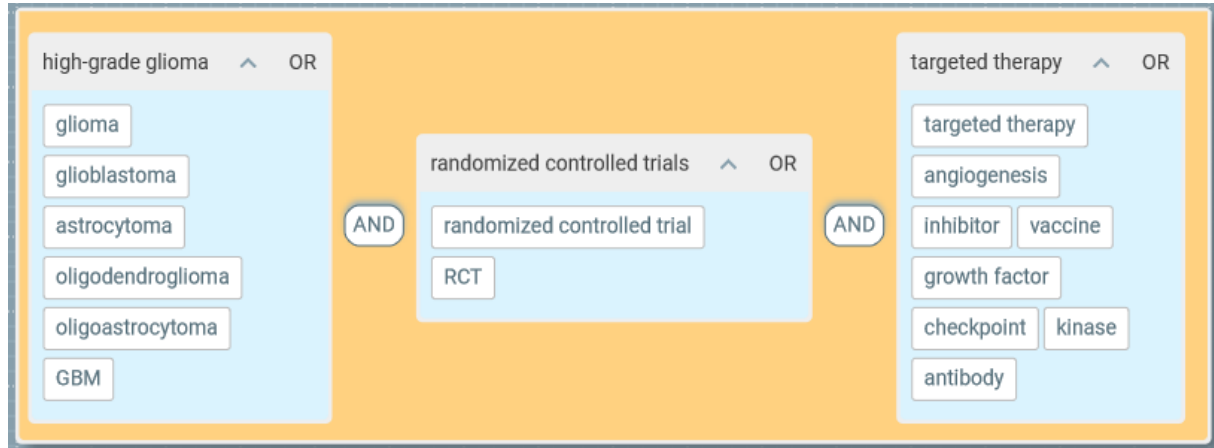 high-grade glioma OR
glioma
glioblastoma
astrocytoma
oligodendroglioma
oligoastrocytoma
GBM
AND
randomized controlled trials OR
randomized controlled trial
RCT
AND
targeted therapy OR
targeted therapy
angiogenesis
inhibitor vaccine
growth factor
checkpoint kinase
antibody